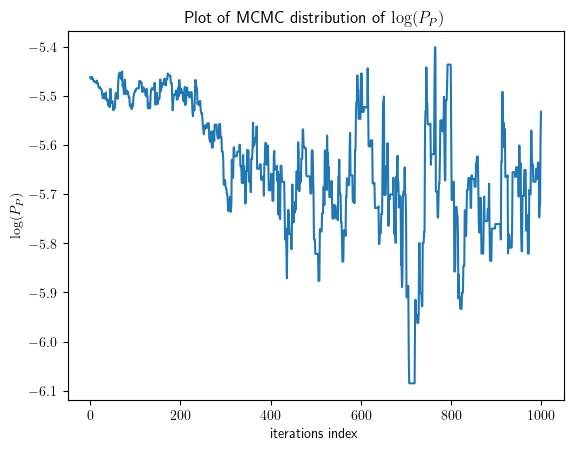 Plot of MCMC distribution of log(P_P)
log(P_P)
−5.4
−5.5
−5.6
−5.7
−5.8
−5.9
−6.0
−6.1
0 200 400 600 800 1000
iterations index